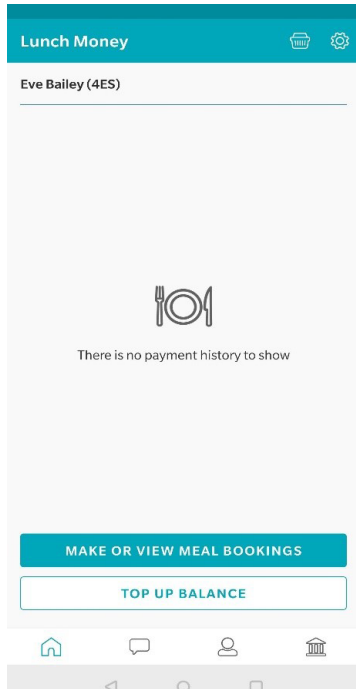 Lunch Money
Eve Bailey (4ES)
There is no payment history to show
MAKE OR VIEW MEAL BOOKINGS
TOP UP BALANCE